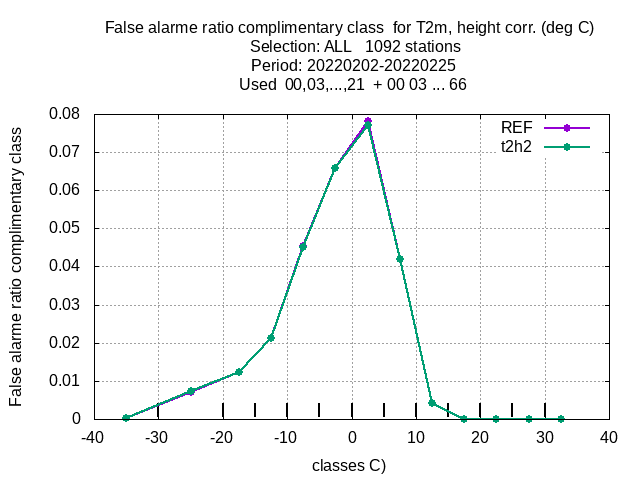 False alarme ratio complimentary class  for T2m, height corr. (deg C)
Selection: ALL   1092 stations
Period: 20220202-20220225
Used  00,03,...,21  + 00 03 ... 66
REF
t2h2
False alarme ratio complimentary class
0.08
0.07
0.06
0.05
0.04
0.03
0.02
0.01
0
-40 -30 -20 -10 0 10 20 30 40
classes C)